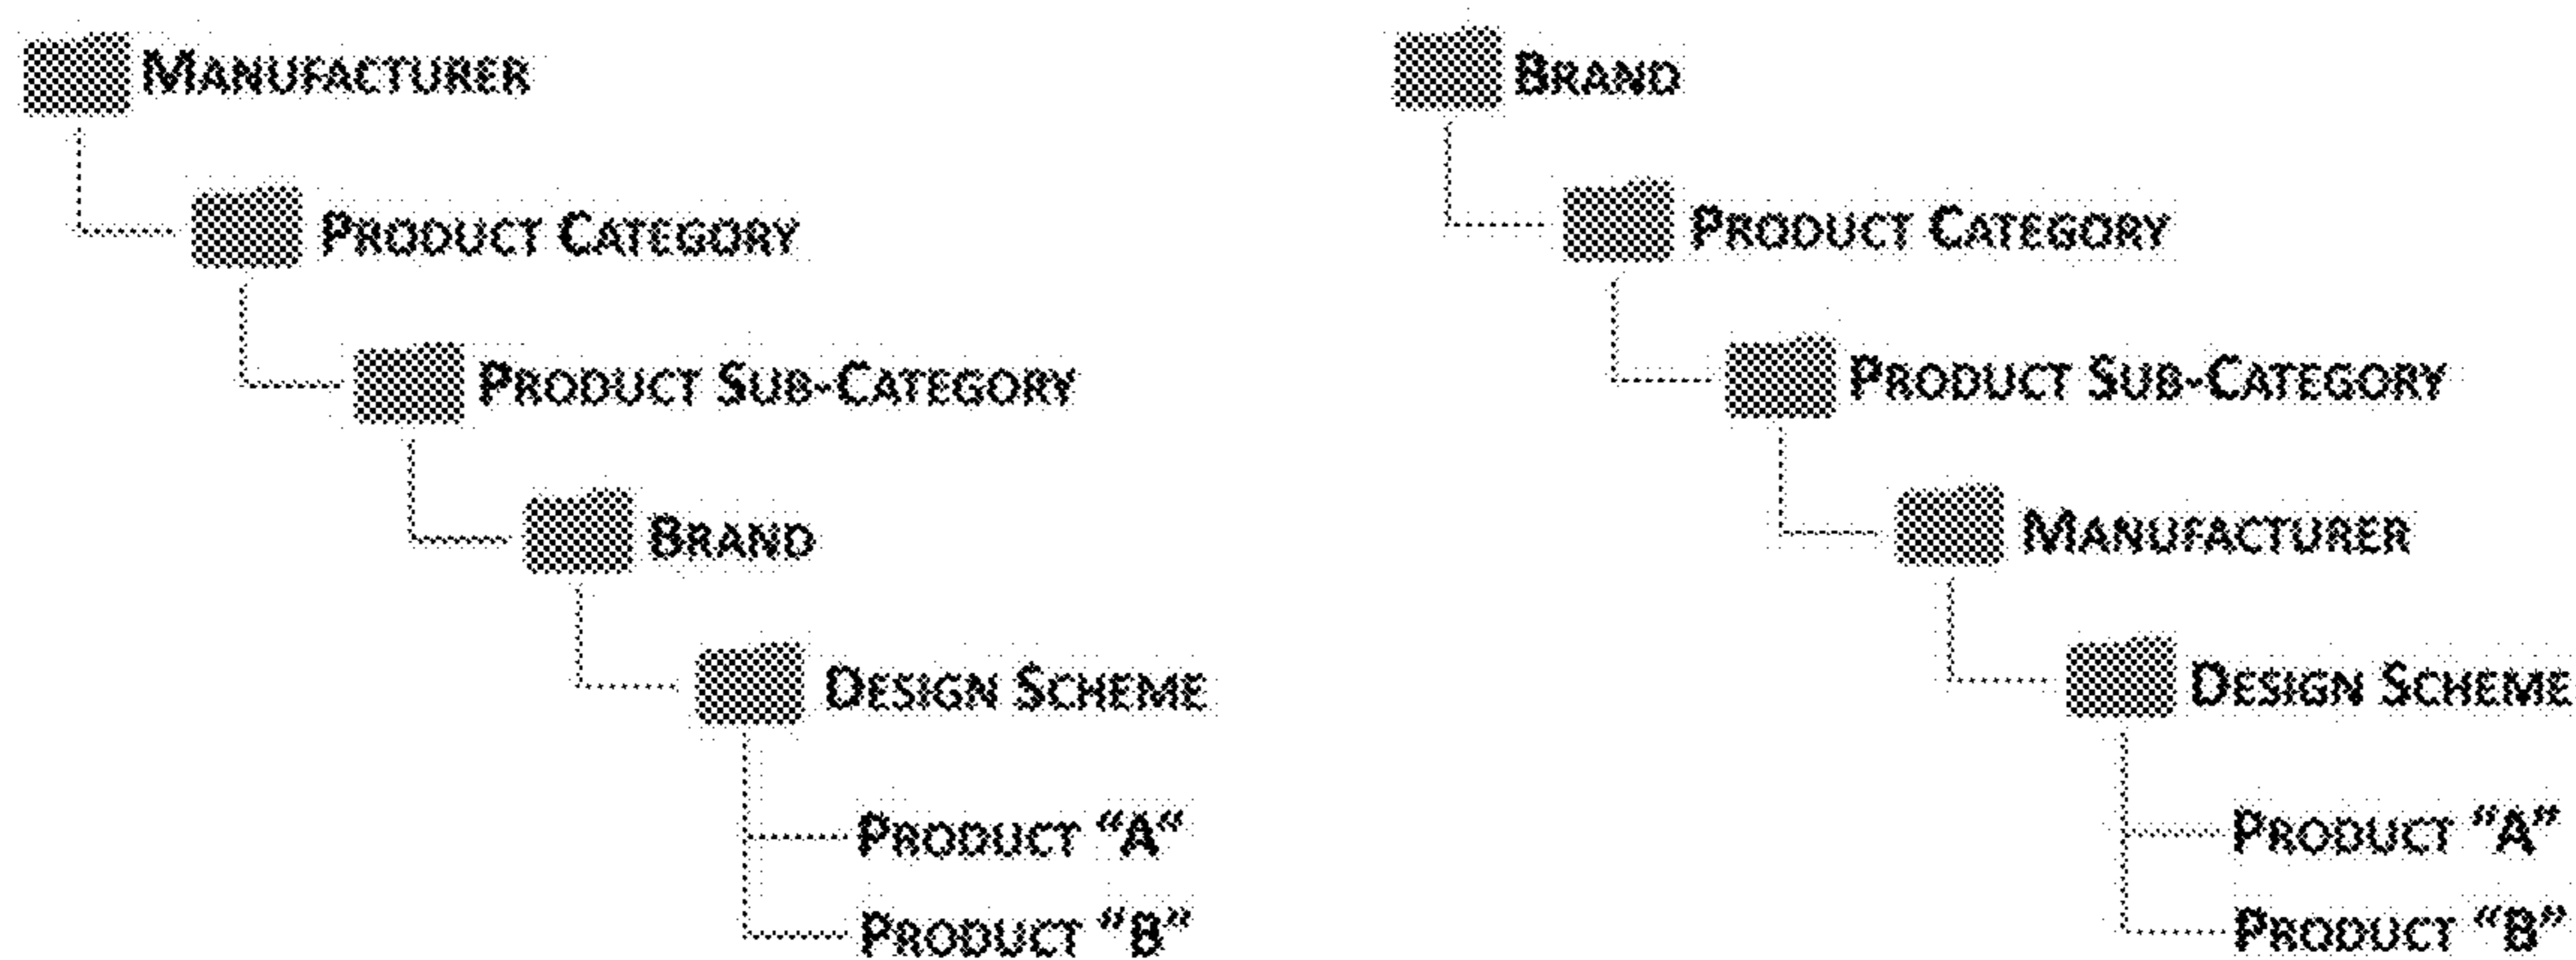 MANUFACTURER
PRODUCT CATEGORY
PRODUCT SUB-CATEGORY
BRAND
DESIGN SCHEME
PRODUCT “A“
PRODUCT “B”
BRAND
PRODUCT CATEGORY
PRODUCT SUB-CATEGORY
MANUFACTURER
DESIGN SCHEME
PRODUCT “A”
PRODUCT “B”